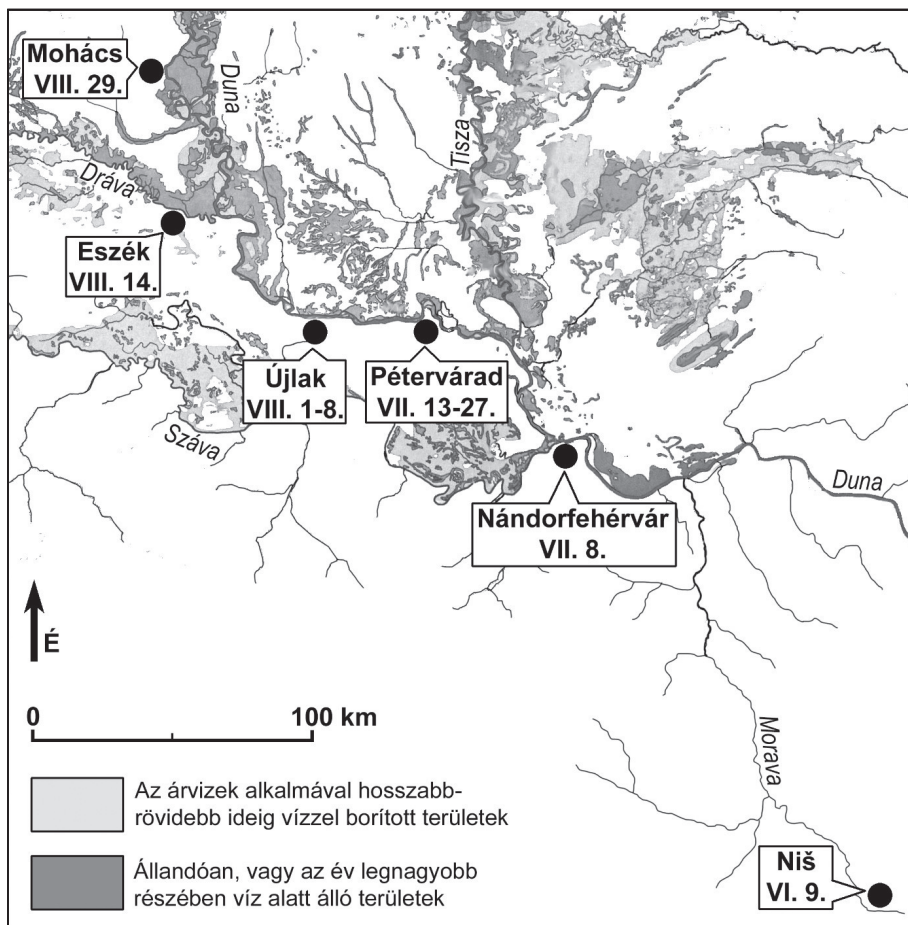 Mohács
VIII. 29.
Duna
Tisza
Dráva
Eszék
VIII. 14.
Újlak
VIII. 1-8.
Pétervárad
VII. 13-27.
Száva
Nándorfehérvár
VII. 8.
Duna
É
0 100 km
Morava
Az árvizek alkalmával hosszabb-
rövidebb ideig vízzel borított területek
Állandóan, vagy az év legnagyobb
részében víz alatt álló területek
Niš
VI. 9.